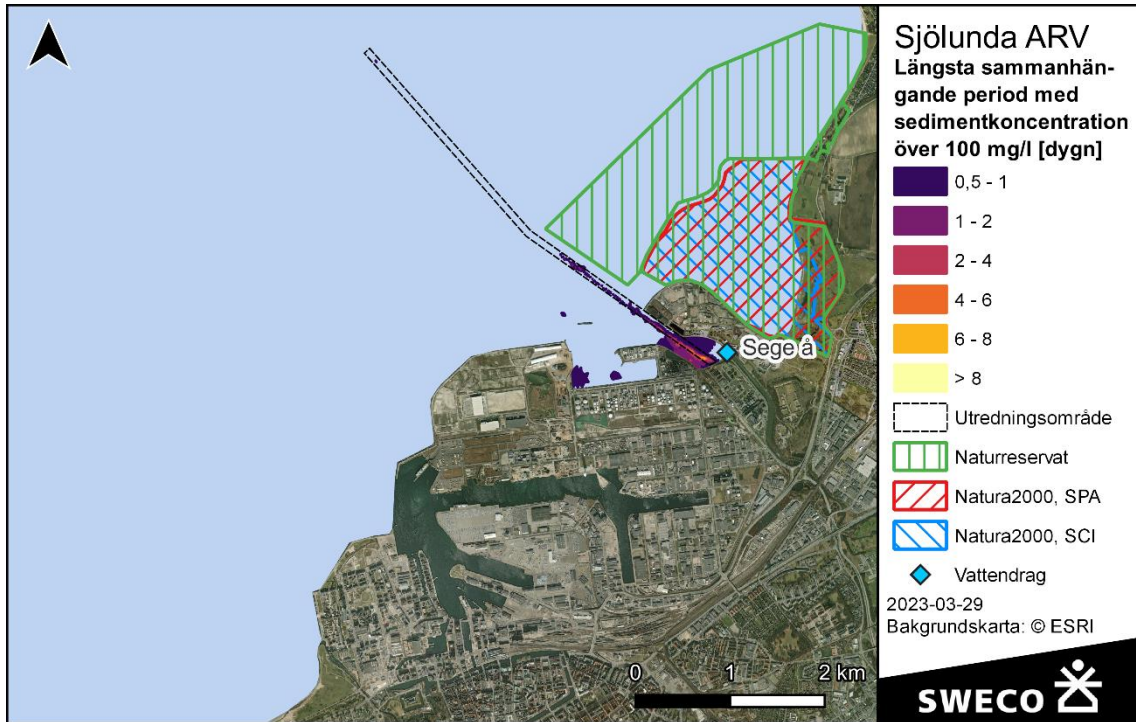 Sjölunda ARV
Längsta sammanhän-
gande period med
sedimentkoncentration
över 100 mg/l [dygn]
0,5 - 1
1 - 2
2 - 4
4 - 6
6 - 8
> 8
Utredningsområde
Naturreservat
Natura2000, SPA
Natura2000, SCI
Vattendrag
2023-03-29
Bakgrundskarta: © ESRI
SWECO
Sege å
0 1 2 km